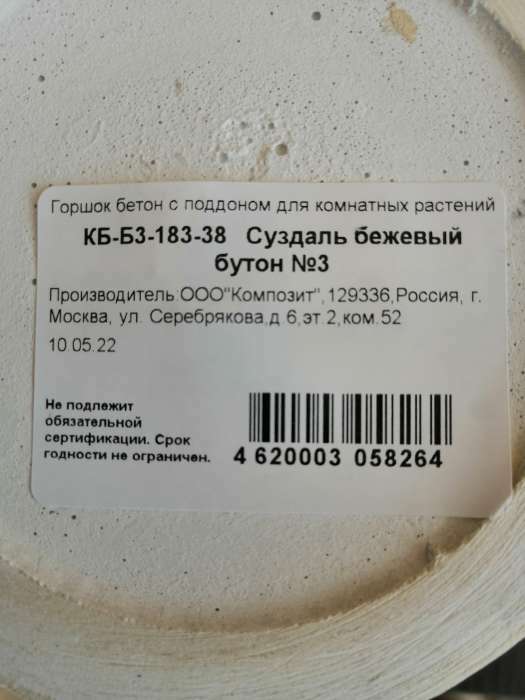 Горшок бетон с поддоном для комнатных растений
КБ-Б3-183-38 Суздаль бежевый
бутон №3
Производитель:ООО"Композит",129336,Россия, г.
Москва, ул. Серебрякова,д.6,эт.2,ком.52
10.05.22
Не подлежит
обязательной
сертификации. Срок
годности не ограничен.
4 620003 058264